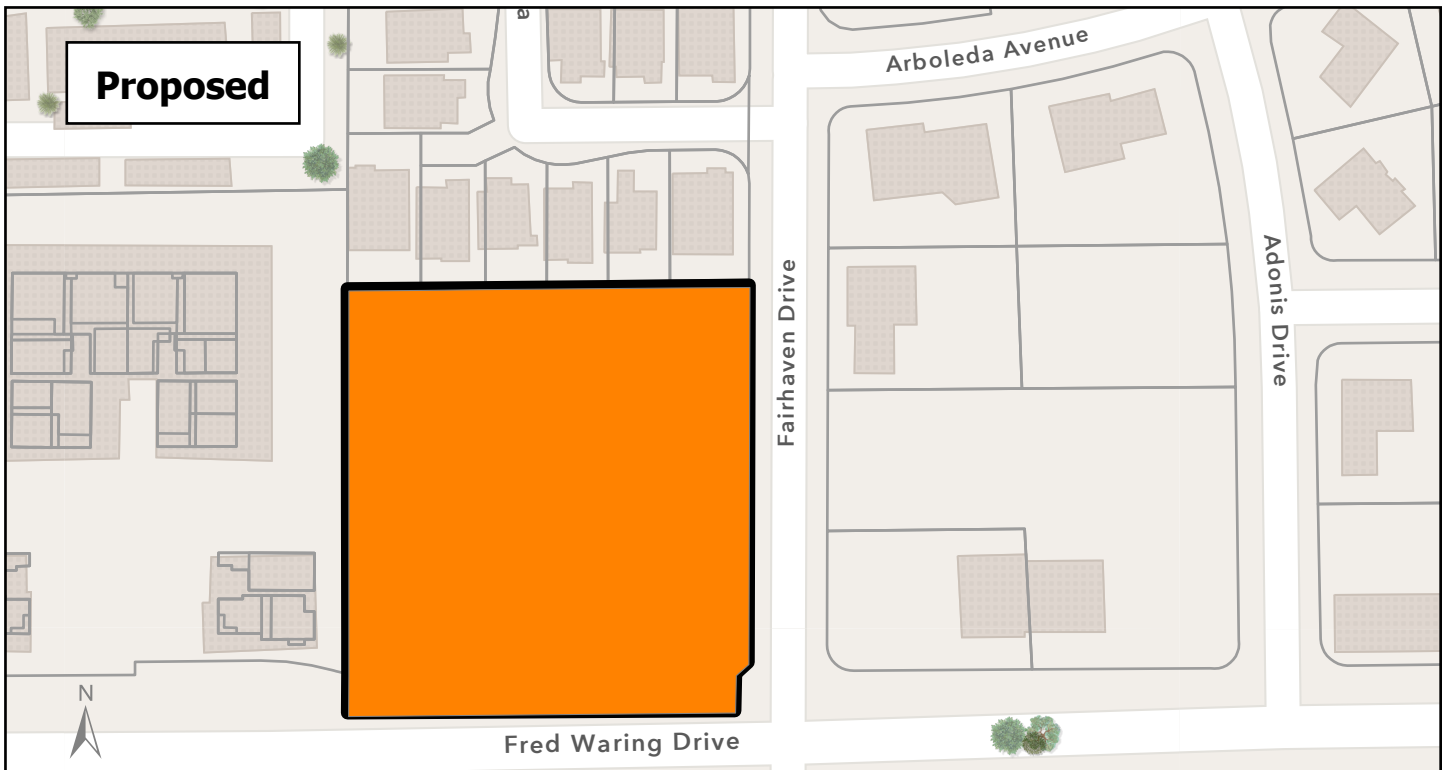 a
Proposed
Arboleda Avenue
Adonis Drive
Fairhaven Drive
N
Fred Waring Drive